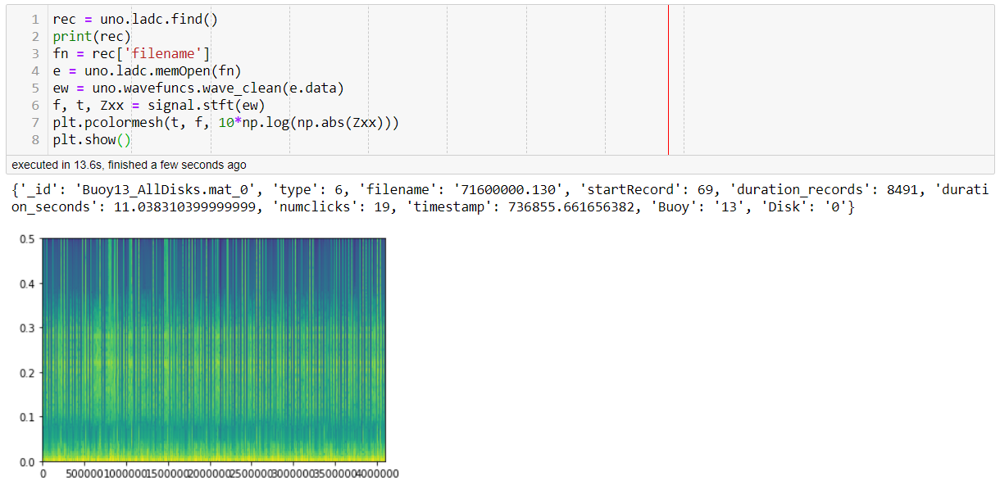 1 rec = uno.ladc.find()
2 print(rec)
3 fn = rec['filename']
4 e = uno.ladc.memOpen(fn)
5 ew = uno.wavefuncs.wave_clean(e.data)
6 f, t, Zxx = signal.stft(ew)
7 plt.pcolormesh(t, f, 10*np.log(np.abs(Zxx)))
8 plt.show()
executed in 13.6s, finished a few seconds ago
{'_id': 'Buoy13_AllDisks.mat_0', 'type': 6, 'filename': '71600000.130', 'startRecord': 69, 'duration_records': 8491, 'durati
on_seconds': 11.038310399999999, 'numclicks': 19, 'timestamp': 736855.661656382, 'Buoy': '13', 'Disk': '0'}
0.5
0.4
0.3
0.2
0.1
0.0
0 500000 1000000 1500000 2000000 2500000 3000000 3500000 4000000